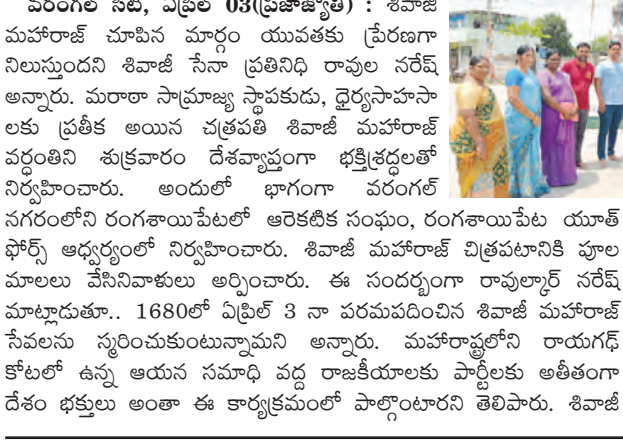 వరంగల్ సిటీ, ఏప్రిల్ 03(ప్రజాజ్యోతి) : శివాజీ
మహారాజ్ చూపిన మార్గం యువతకు ప్రేరణగా
నిలుస్తుందని శివాజీ సేనా ప్రతినిధి రావుల నరేష్
అన్నారు. మరాఠా సామ్రాజ్య స్థాపకుడు, ధైర్యసాహసా
లకు ప్రతీక అయిన చత్రపతి శివాజీ మహారాజ్
వర్ధంతిని శుక్రవారం దేశవ్యాప్తంగా భక్తిశ్రద్ధలతో
నిర్వహించారు. అందులో భాగంగా వరంగల్
నగరంలోని రంగశాయిపేటలో ఆరెకటిక సంఘం, రంగశాయిపేట యూత్
ఫోర్స్ ఆధ్వర్యంలో నిర్వహించారు. శివాజీ మహారాజ్ చిత్రపటానికి పూల
మాలలు వేసినివాళులు అర్పించారు. ఈ సందర్భంగా రావుల్కార్ నరేష్
మాట్లాడుతూ.. 1680లో ఏప్రిల్ 3 నా పరమపదించిన శివాజీ మహారాజ్
సేవలను స్మరించుకుంటున్నామని అన్నారు. మహారాష్ట్రలోని రాయగఢ్
కోటలో ఉన్న ఆయన సమాధి వద్ద రాజకీయాలకు పార్టీలకు అతీతంగా
దేశం భక్తులు అంతా ఈ కార్యక్రమంలో పాల్గొంటారని తెలిపారు. శివాజీ